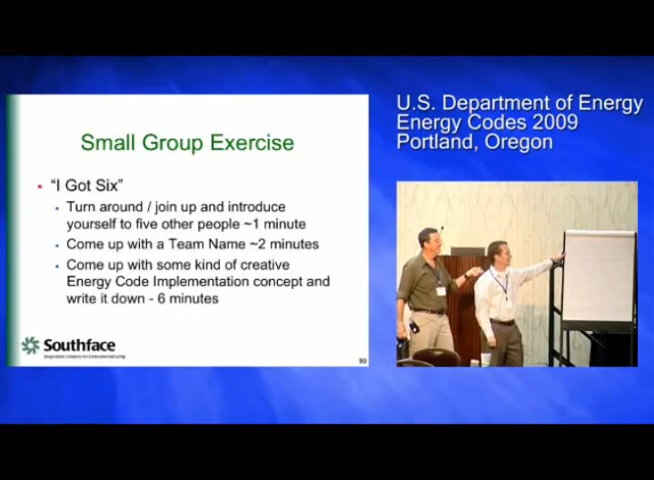 Small Group Exercise
• "I Got Six"
• Turn around / join up and introduce
yourself to five other people ~1 minute
• Come up with a Team Name ~2 minutes
• Come up with some kind of creative
Energy Code Implementation concept and
write it down - 6 minutes
Southface
U.S. Department of Energy
Energy Codes 2009
Portland, Oregon